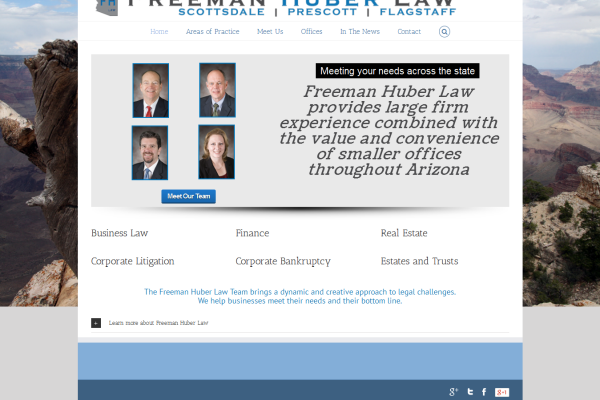 FREEMAN HUBER LAW
SCOTTSDALE | PRESCOTT | FLAGSTAFF
Home Areas of Practice Meet Us Offices In The News Contact
Meeting your needs across the state
Freeman Huber Law
provides large firm
experience combined with
the value and convenience
of smaller offices
throughout Arizona
Meet Our Team
Business Law Finance Real Estate
Corporate Litigation Corporate Bankruptcy Estates and Trusts
The Freeman Huber Law Team brings a dynamic and creative approach to legal challenges.
We help businesses meet their needs and their bottom line.
Learn more about Freeman Huber Law